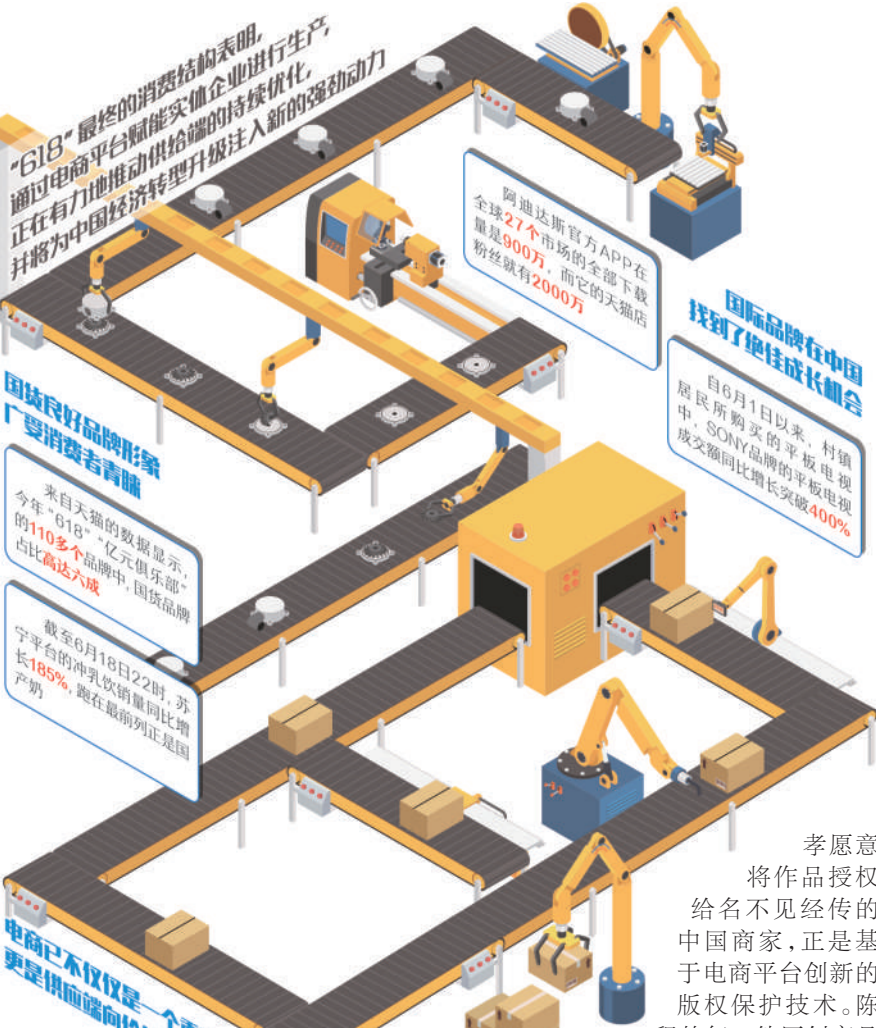 “618”最终的消费结构表明,
通过电商平台赋能实体企业进行生产,
正在有力地推动供给端的持续优化,
并将为中国经济转型升级注入新的强劲动力
阿迪达斯官方APP在
全球27个市场的全部下载
量是900万，而它的天猫店
粉丝就有2000万
国际品牌在中国
找到了绝佳成长机会
自6月1日以来，村镇
居民所购买的平板电视
中，SONY品牌的平板电视
成交额同比增长突破400%
国货良好品牌形象
广受消费者青睐
来自天猫的数据显示，
今年“618”“亿元俱乐部”
的110多个品牌中，国货品牌
占比高达六成
截至6月18日22时，苏
宁平台的冲乳饮销量同比增
长185%，跑在最前列正是国
产奶
电商已不仅仅是一个
更是供应端向
孝愿意
将作品授权
给名不见经传的
中国商家,正是基
于电商平台创新的
版权保护技术。陈